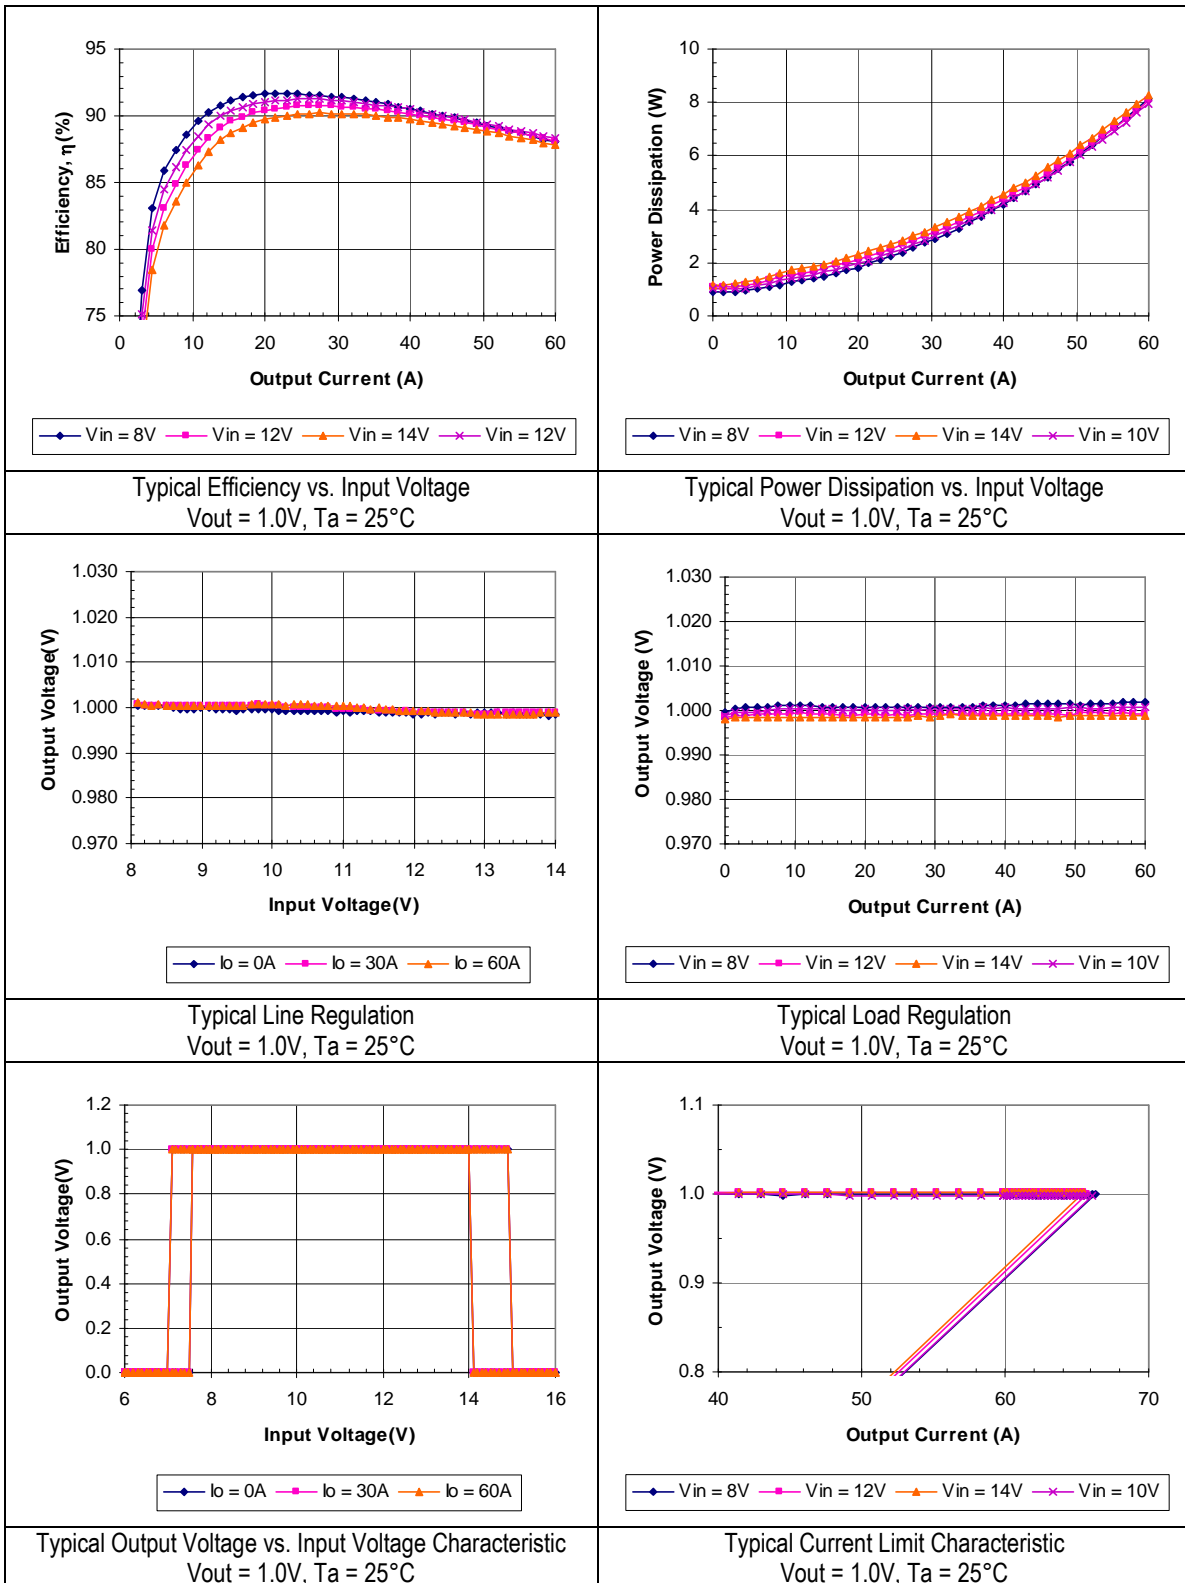 95
90
85
80
75
Efficiency, η(%)
0 10 20 30 40 50 60
Output Current (A)
Vin = 8V Vin = 12V Vin = 14V Vin = 12V
Typical Efficiency vs. Input Voltage
Vout = 1.0V, Ta = 25°C
10
8
6
4
2
0
Power Dissipation (W)
0 10 20 30 40 50 60
Output Current (A)
Vin = 8V Vin = 12V Vin = 14V Vin = 10V
Typical Power Dissipation vs. Input Voltage
Vout = 1.0V, Ta = 25°C
1.030
1.020
1.010
1.000
0.990
0.980
0.970
Output Voltage(V)
8 9 10 11 12 13 14
Input Voltage(V)
Io = 0A Io = 30A Io = 60A
Typical Line Regulation
Vout = 1.0V, Ta = 25°C
1.030
1.020
1.010
1.000
0.990
0.980
0.970
Output Voltage (V)
0 10 20 30 40 50 60
Output Current (A)
Vin = 8V Vin = 12V Vin = 14V Vin = 10V
Typical Load Regulation
Vout = 1.0V, Ta = 25°C
1.2
1.0
0.8
0.6
0.4
0.2
0.0
Output Voltage(V)
6 8 10 12 14 16
Input Voltage(V)
Io = 0A Io = 30A Io = 60A
Typical Output Voltage vs. Input Voltage Characteristic
Vout = 1.0V, Ta = 25°C
1.1
1.0
0.9
0.8
Output Voltage (V)
40 50 60 70
Output Current (A)
Vin = 8V Vin = 12V Vin = 14V Vin = 10V
Typical Current Limit Characteristic
Vout = 1.0V, Ta = 25°C